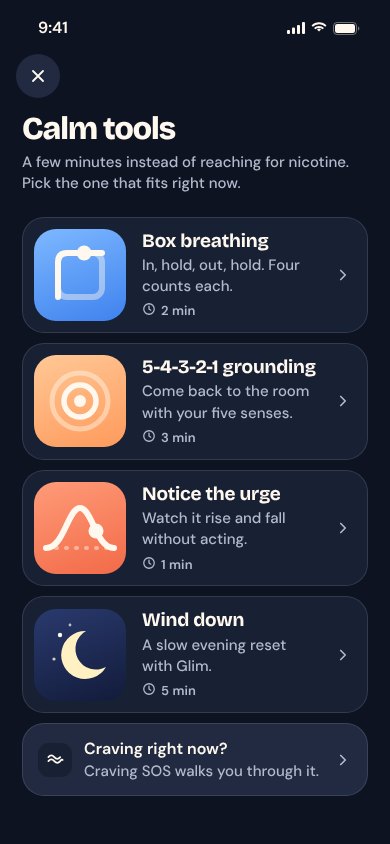 9:41
Calm tools
A few minutes instead of reaching for nicotine.
Pick the one that fits right now.
Box breathing
In, hold, out, hold. Four
counts each.
2 min
5-4-3-2-1 grounding
Come back to the room
with your five senses.
3 min
Notice the urge
Watch it rise and fall
without acting.
1 min
Wind down
A slow evening reset
with Glim.
5 min
Craving right now?
Craving SOS walks you through it.